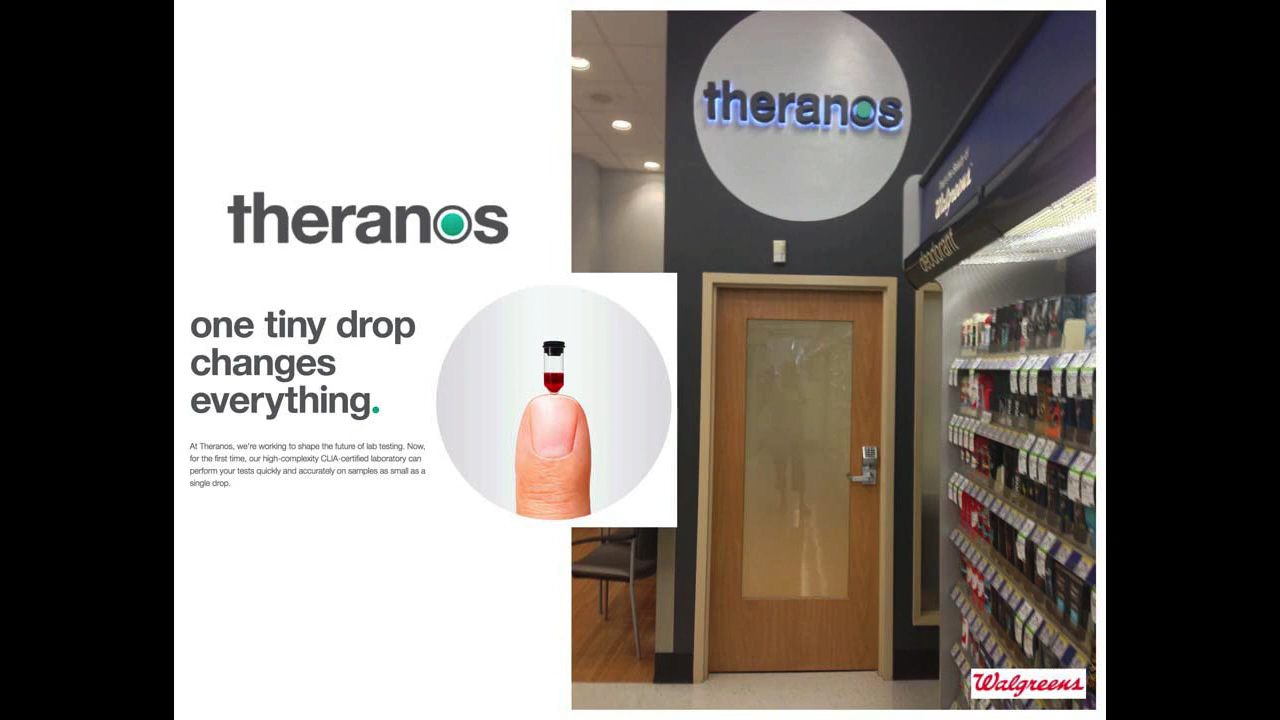 theranos
one tiny drop
changes
everything.
At Theranos, we're working to shape the future of lab testing. Now,
for the first time, our high-complexity CLIA-certified laboratory can
perform your tests quickly and accurately on samples as small as a
single drop.
theranos
Walgreens
deodorant
Walgreens